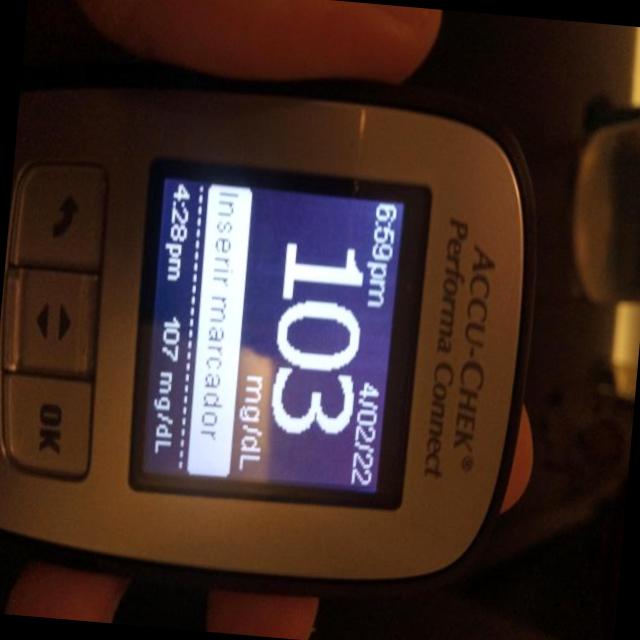 ACCU-CHEK®
Performa Connect
6:59pm 4/02/22
103
mg/dL
Inserir marcador
4:28pm 107 mg/dL
OK